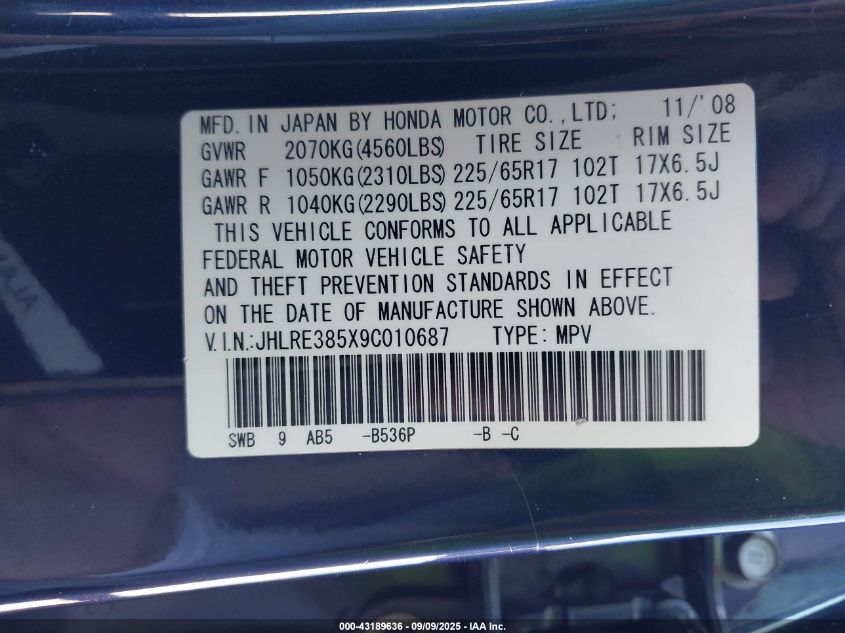 MFD. IN JAPAN BY HONDA MOTOR CO.,LTD; 11/'08
GVWR 2070KG(4560LBS) TIRE SIZE RIM SIZE
GAWR F 1050KG(2310LBS) 225/65R17 102T 17X6.5J
GAWR R 1040KG(2290LBS) 225/65R17 102T 17X6.5J
THIS VEHICLE CONFORMS TO ALL APPLICABLE
FEDERAL MOTOR VEHICLE SAFETY
AND THEFT PREVENTION STANDARDS IN EFFECT
ON THE DATE OF MANUFACTURE SHOWN ABOVE.
V.I.N.:JHLRE385X9C010687 TYPE: MPV
SWB 9 AB5 -B536P -B -C
000-43189636 - 09/09/2025 - IAA Inc.